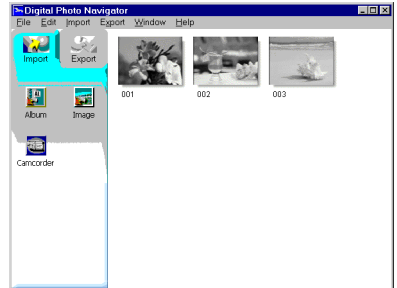 Digital Photo Navigator
File Edit Import Export Window Help
Import Export
001 002 003
Album Image
Camcorder